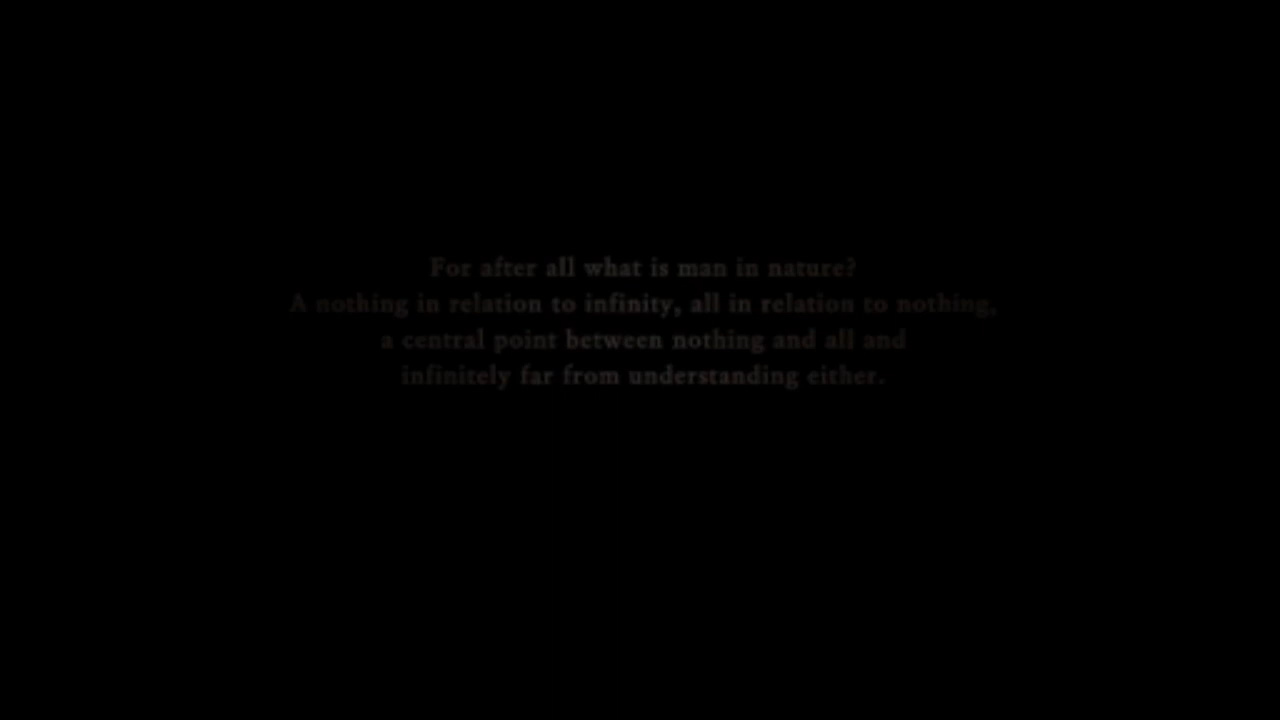 For after all what is man in nature?
A nothing in relation to infinity, all in relation to nothing,
a central point between nothing and all and
infinitely far from understanding either.